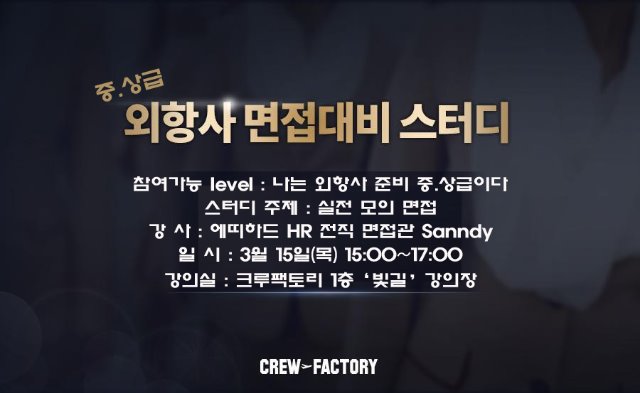 중.상급
외항사 면접대비 스터디
참여가능 level : 나는 외항사 준비 중.상급이다
스터디 주제 : 실전 모의 면접
강 사 : 에띠하드 HR 전직 면접관 Sanndy
일 시 : 3월 15일(목) 15:00~17:00
강의실 : 크루팩토리 1층 '빛길' 강의장
CREW FACTORY